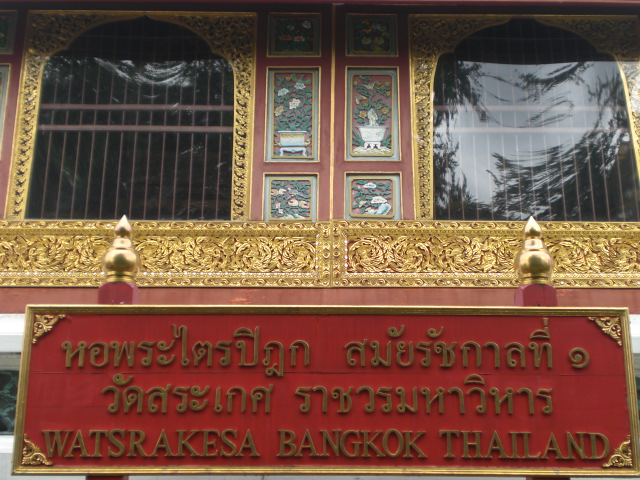 หอพระไตรปิฎก สมัยรัชกาลที่ ๑
วัดสระเกศ ราชวรมหาวิหาร
WATSRAKESA BANGKOK THAILAND